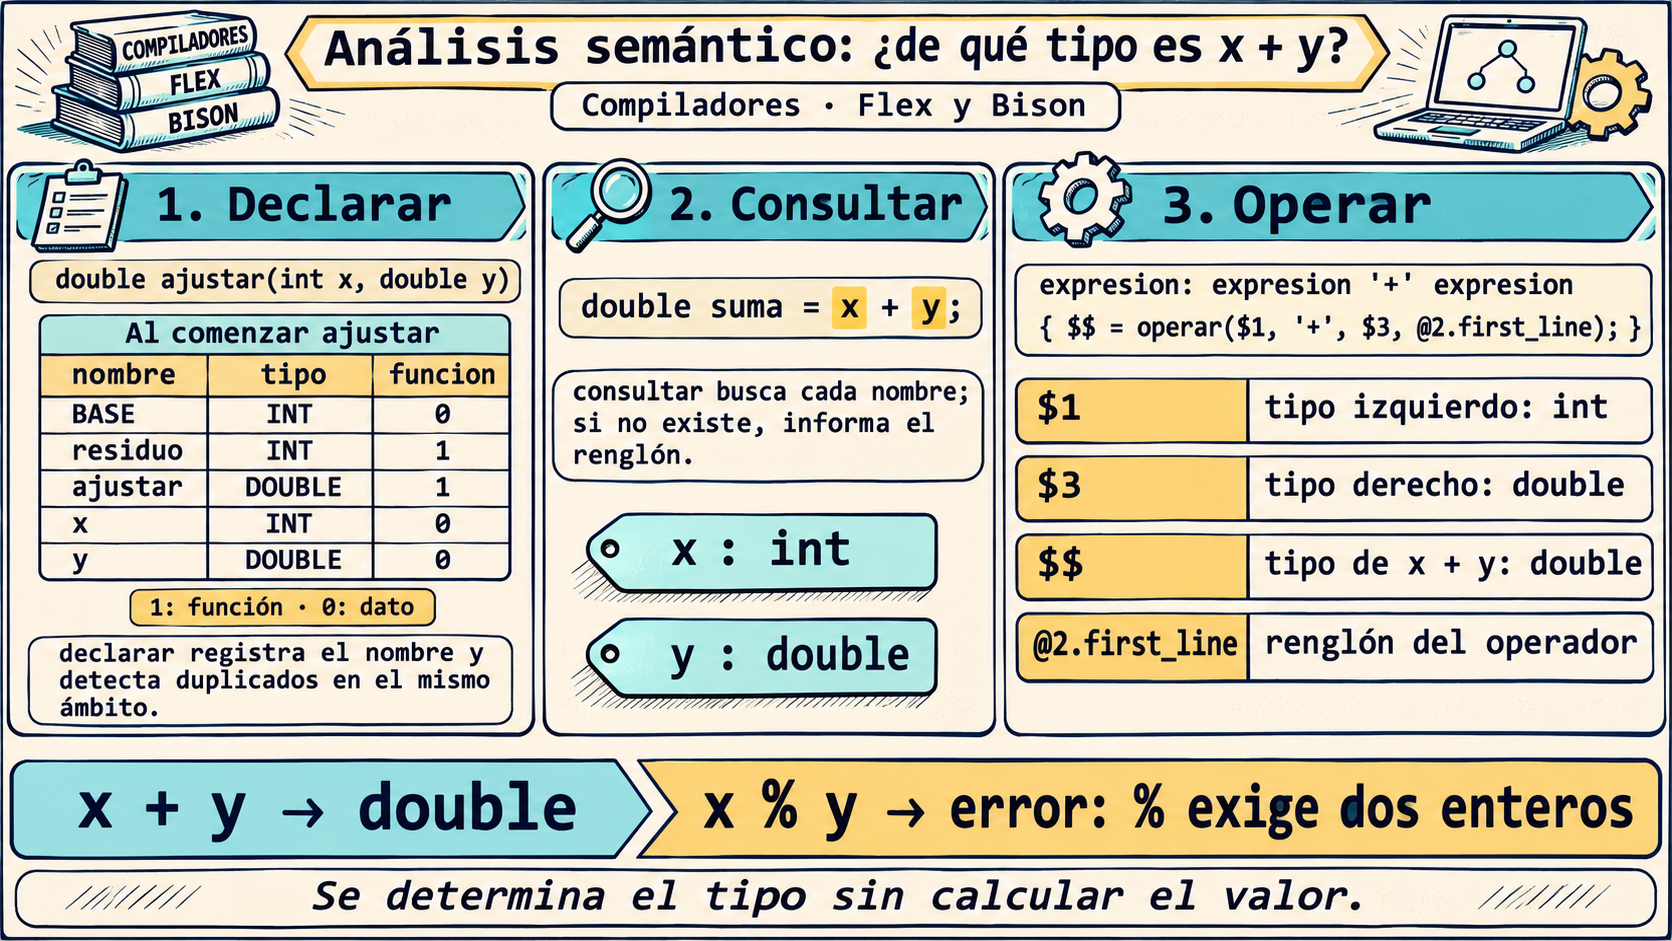 COMPILADORES
FLEX
BISON
Análisis semántico: ¿de qué tipo es x + y?
Compiladores · Flex y Bison
1. Declarar
double ajustar(int x, double y)
Al comenzar ajustar
nombre tipo funcion
BASE INT 0
residuo INT 1
ajustar DOUBLE 1
x INT 0
y DOUBLE 0
1: función · 0: dato
declarar registra el nombre y
detecta duplicados en el mismo
ámbito.
2. Consultar
double suma = x + y;
consultar busca cada nombre;
si no existe, informa el
renglón.
x : int
y : double
3. Operar
expresion: expresion '+' expresion
{ $$ = operar($1, '+', $3, @2.first_line); }
$1 tipo izquierdo: int
$3 tipo derecho: double
$$ tipo de x + y: double
@2.first_line renglón del operador
x + y → double
x % y → error: % exige dos enteros
Se determina el tipo sin calcular el valor.